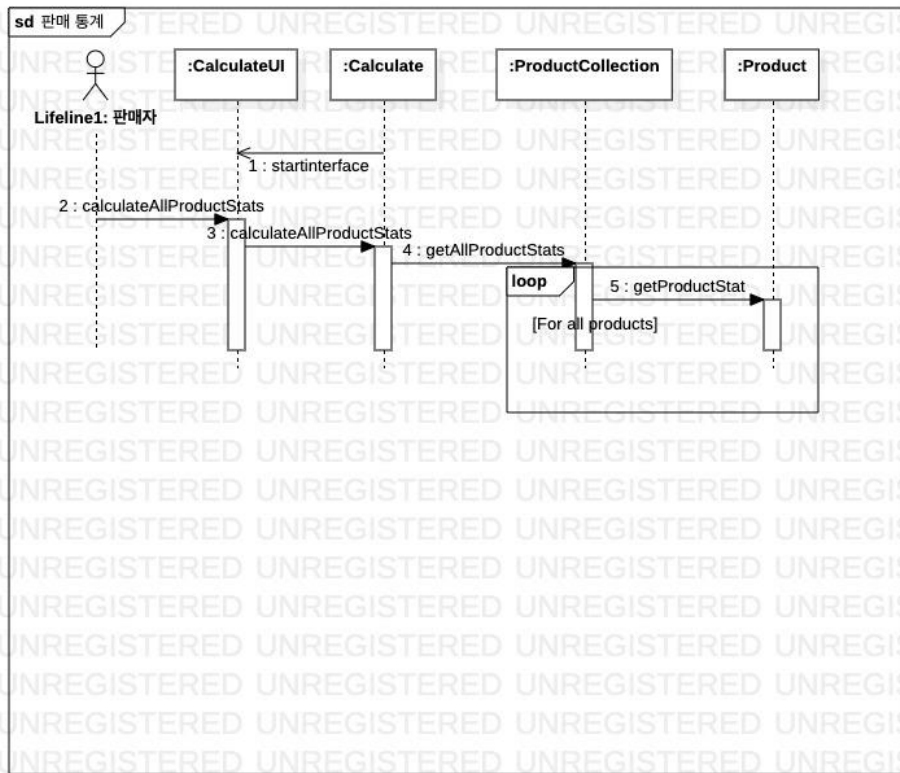 sd 판매 통계
:CalculateUI
:Calculate
:ProductCollection
:Product
Lifeline1: 판매자
1 : startinterface
2 : calculateAllProductStats
3 : calculateAllProductStats
4 : getAllProductStats
loop
5 : getProductStat
[For all products]
UNREGISTERED